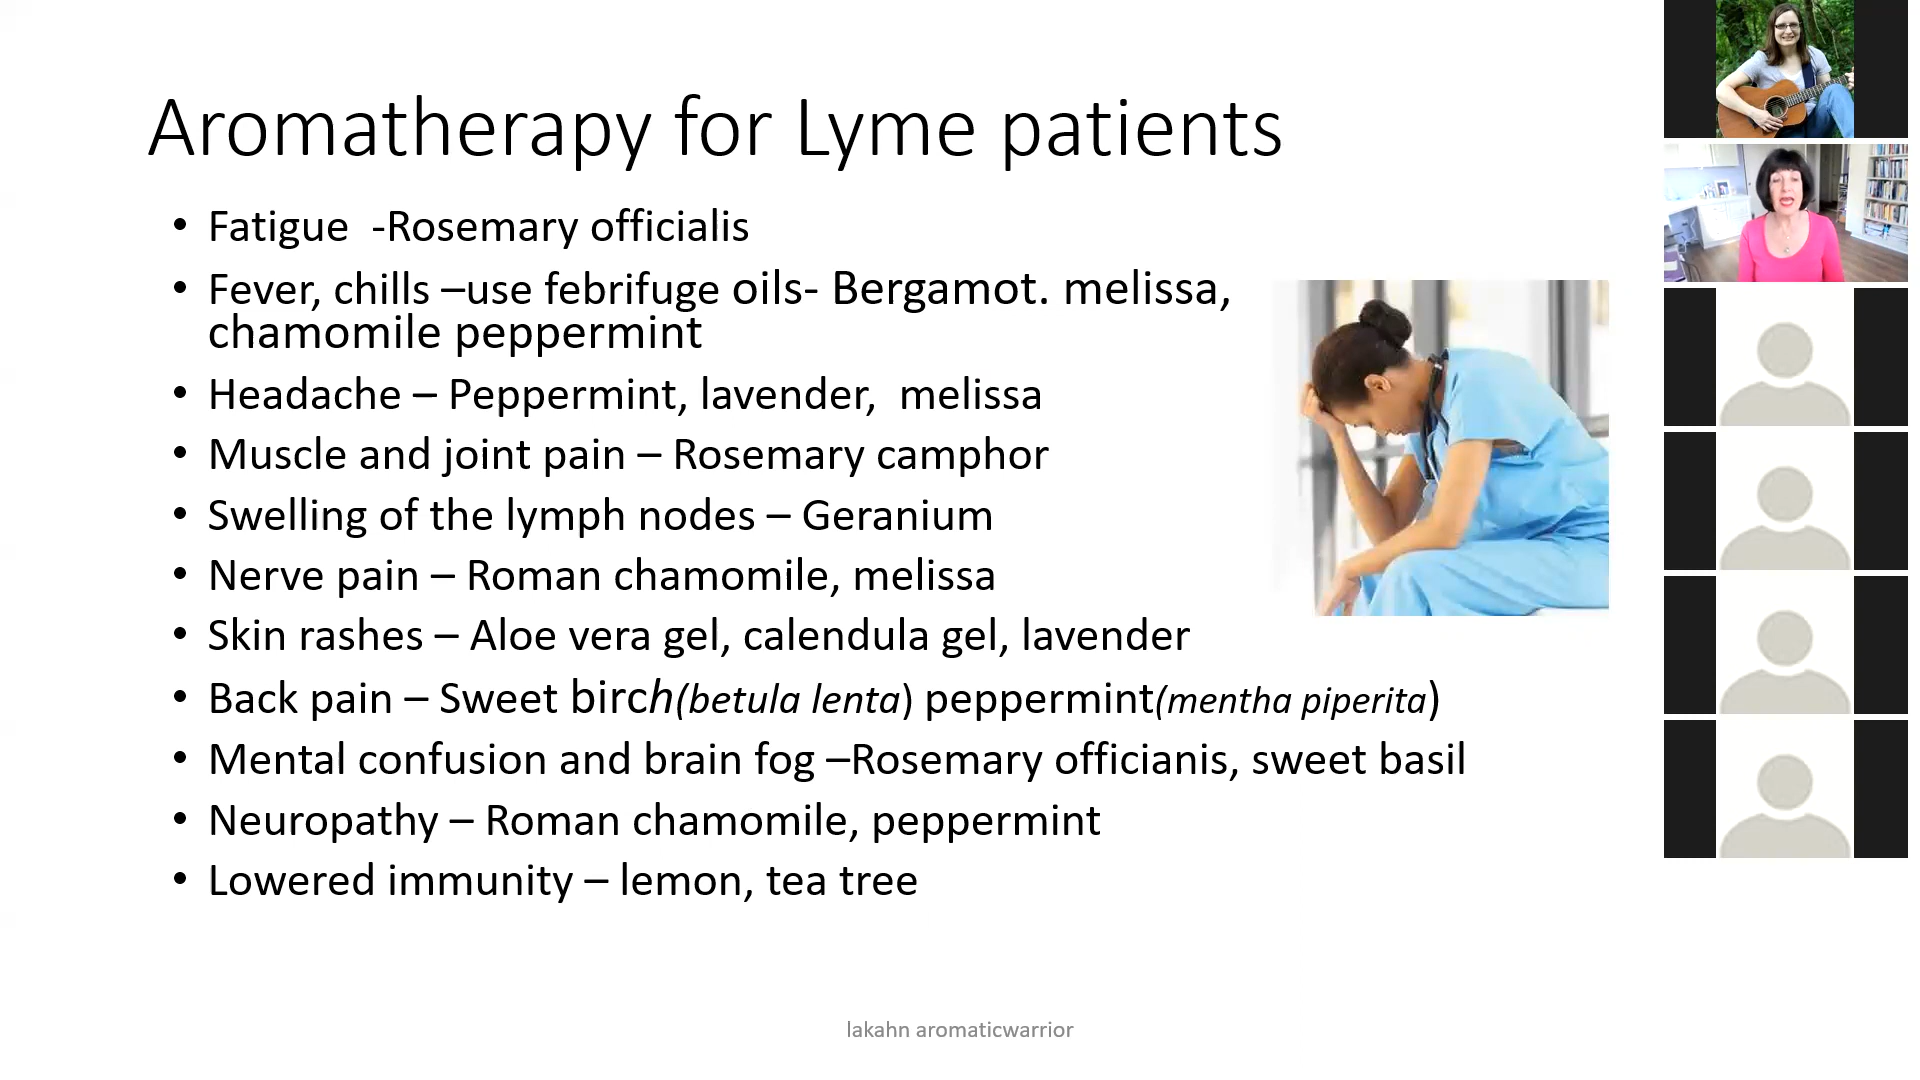 Aromatherapy for Lyme patients
• Fatigue  -Rosemary officialis
• Fever, chills –use febrifuge oils- Bergamot. melissa,
chamomile peppermint
• Headache – Peppermint, lavender,  melissa
• Muscle and joint pain – Rosemary camphor
• Swelling of the lymph nodes – Geranium
• Nerve pain – Roman chamomile, melissa
• Skin rashes – Aloe vera gel, calendula gel, lavender
• Back pain – Sweet birch(betula lenta) peppermint(mentha piperita)
• Mental confusion and brain fog –Rosemary officianis, sweet basil
• Neuropathy – Roman chamomile, peppermint
• Lowered immunity – lemon, tea tree
lakahn aromaticwarrior